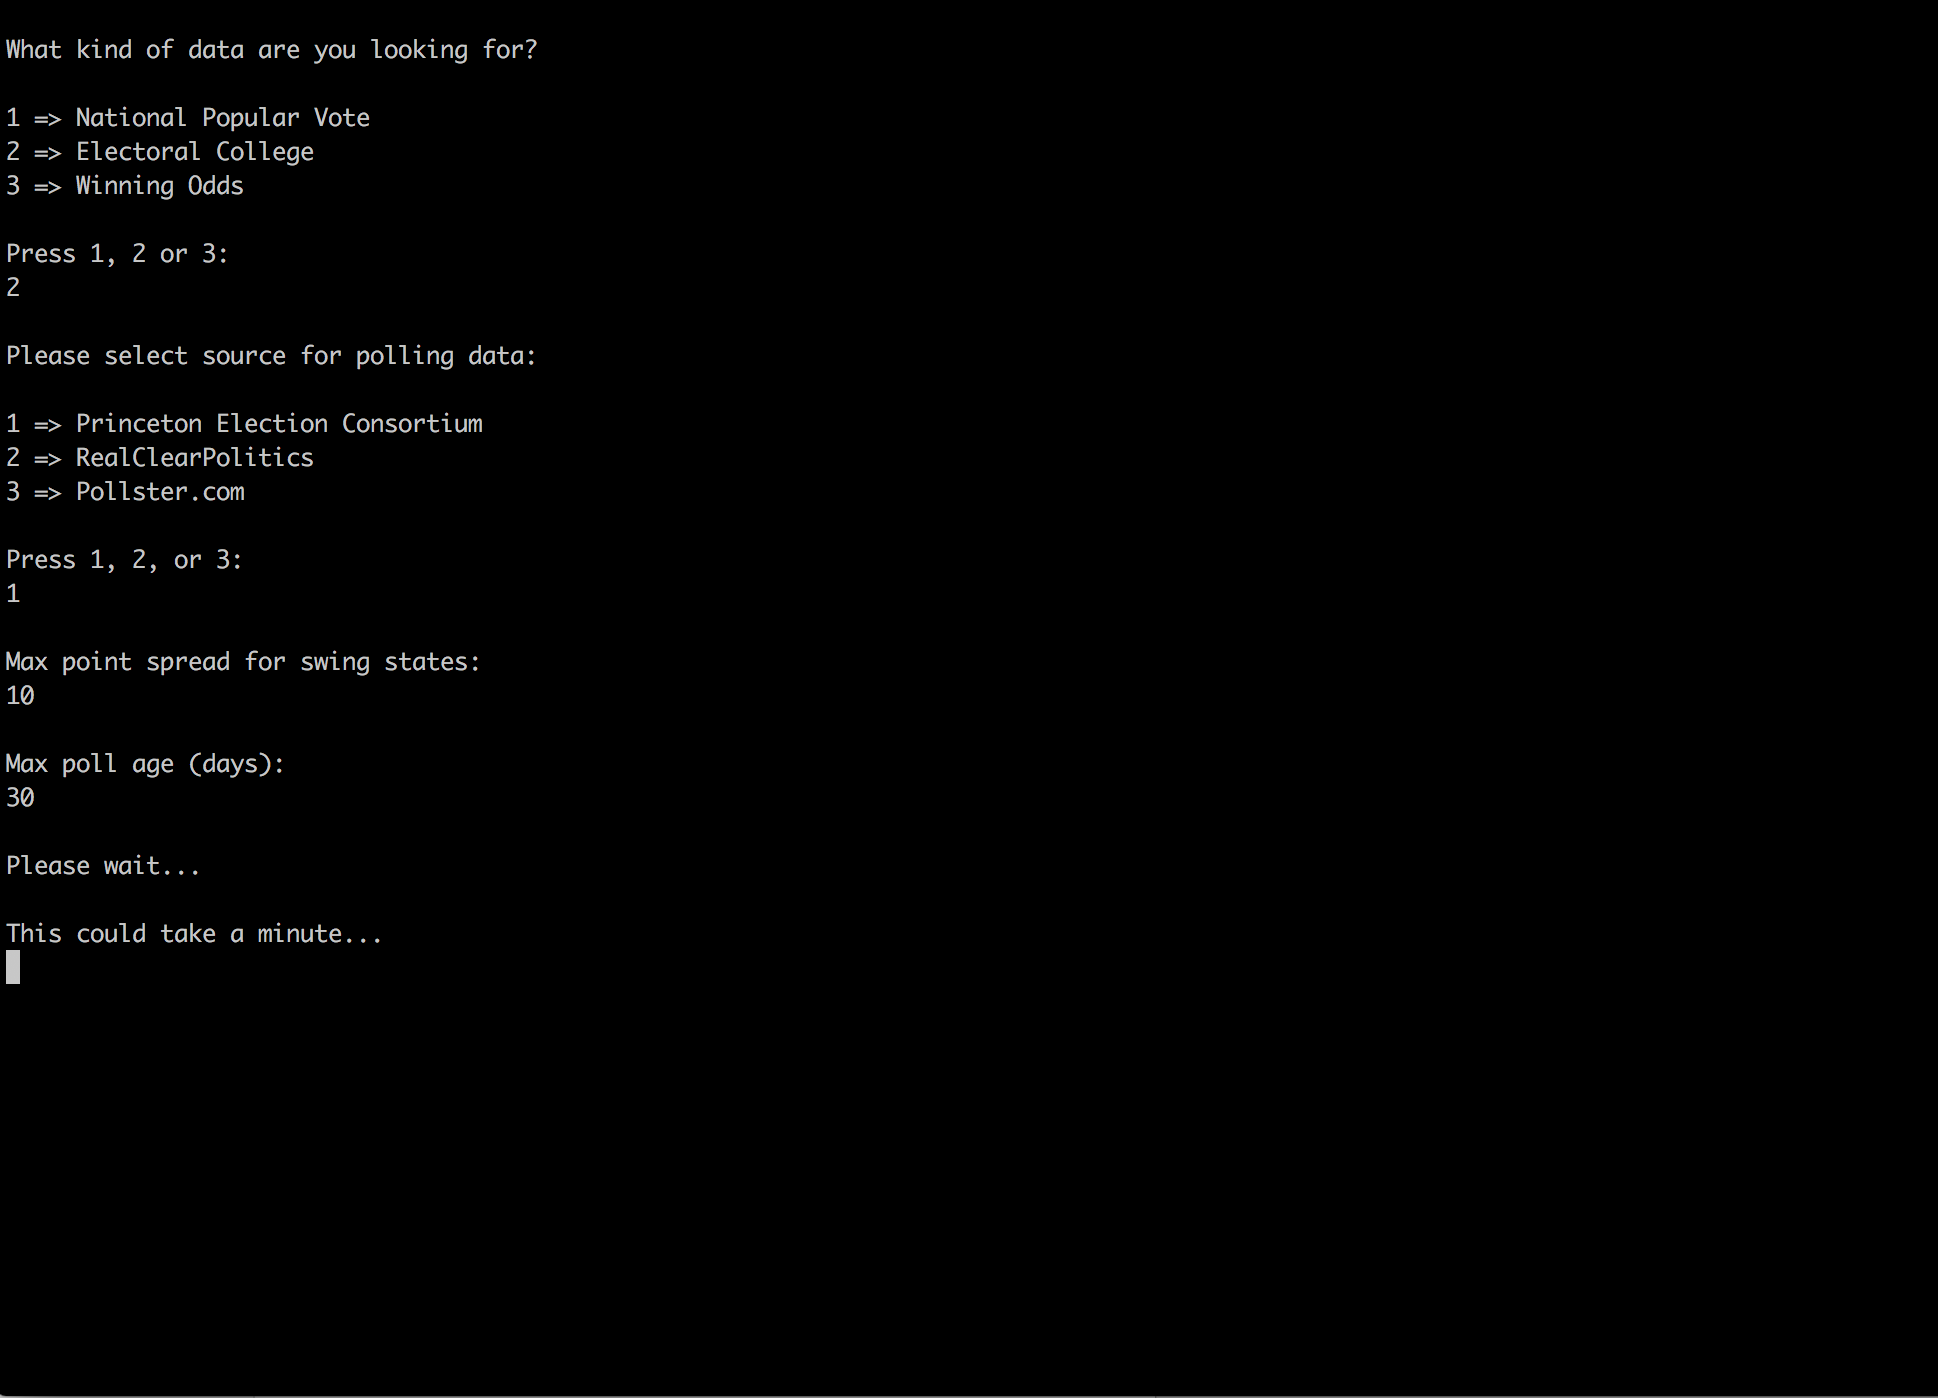 What kind of data are you looking for?
1 => National Popular Vote
2 => Electoral College
3 => Winning Odds
Press 1, 2 or 3:
2
Please select source for polling data:
1 => Princeton Election Consortium
2 => RealClearPolitics
3 => Pollster.com
Press 1, 2, or 3:
1
Max point spread for swing states:
10
Max poll age (days):
30
Please wait...
This could take a minute...